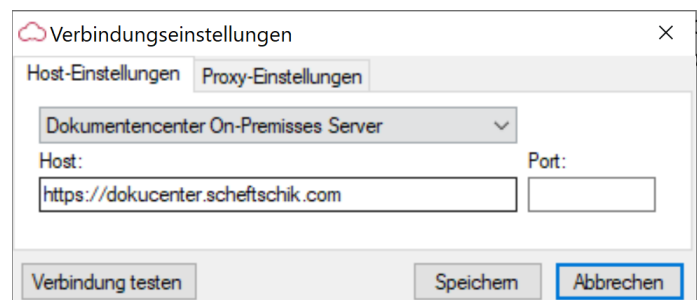 Verbindungseinstellungen
Host-Einstellungen Proxy-Einstellungen
Dokumentencenter On-Premisses Server
Host: Port:
https://dokucenter.scheftschik.com
Verbindung testen Speichern Abbrechen